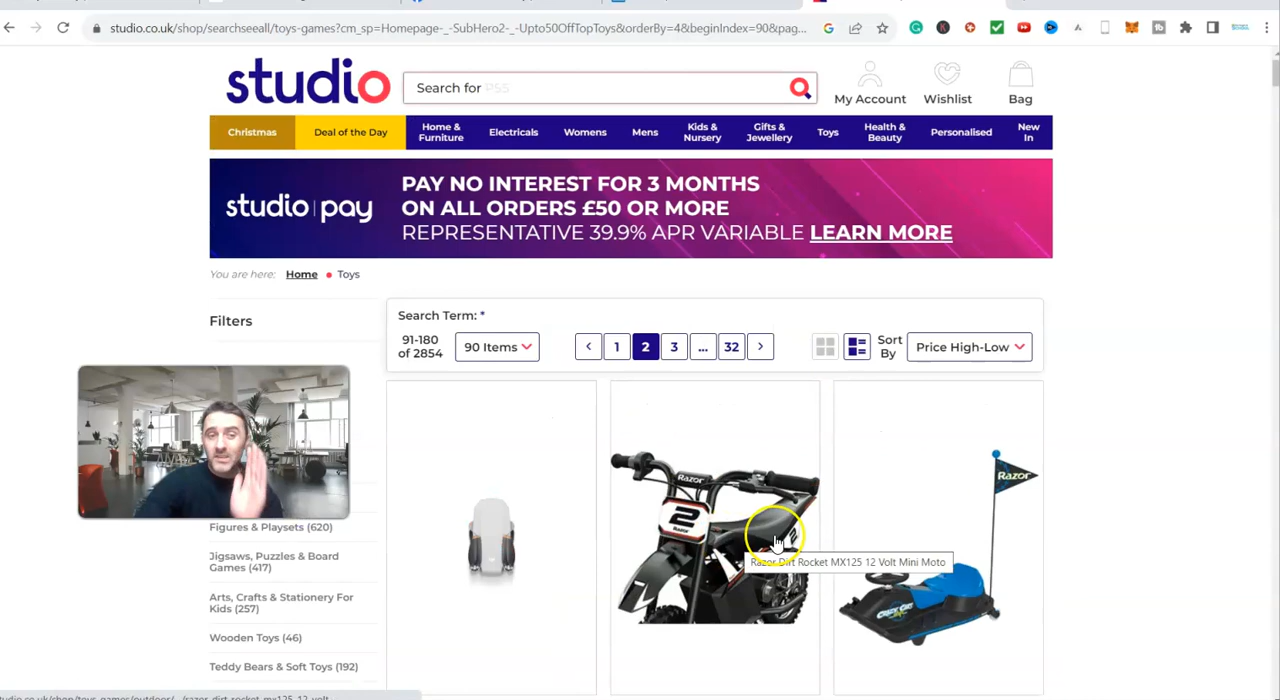 studio.co.uk/shop/searchseeall/toys-games?cm_sp=Homepage-_-SubHero2-_-Upto50OffTopToys&orderBy=4&beginIndex=90&pag...
studio
Search for PS5
My Account
Wishlist
Bag
Christmas
Deal of the Day
Home &
Furniture
Electricals
Womens
Mens
Kids &
Nursery
Gifts &
Jewellery
Toys
Health &
Beauty
Personalised
New
In
studio | pay
PAY NO INTEREST FOR 3 MONTHS
ON ALL ORDERS £50 OR MORE
REPRESENTATIVE 39.9% APR VARIABLE LEARN MORE
You are here: Home Toys
Filters
Search Term: *
91-180
of 2854
90 Items
< 1 2 3 ... 32 >
Sort
By
Price High-Low
Razor
2
Razor
Razor
Razor Dirt Rocket MX125 12 Volt Mini Moto
CRAZY CART
Figures & Playsets (620)
Jigsaws, Puzzles & Board
Games (417)
Arts, Crafts & Stationery For
Kids (257)
Wooden Toys (46)
Teddy Bears & Soft Toys (192)